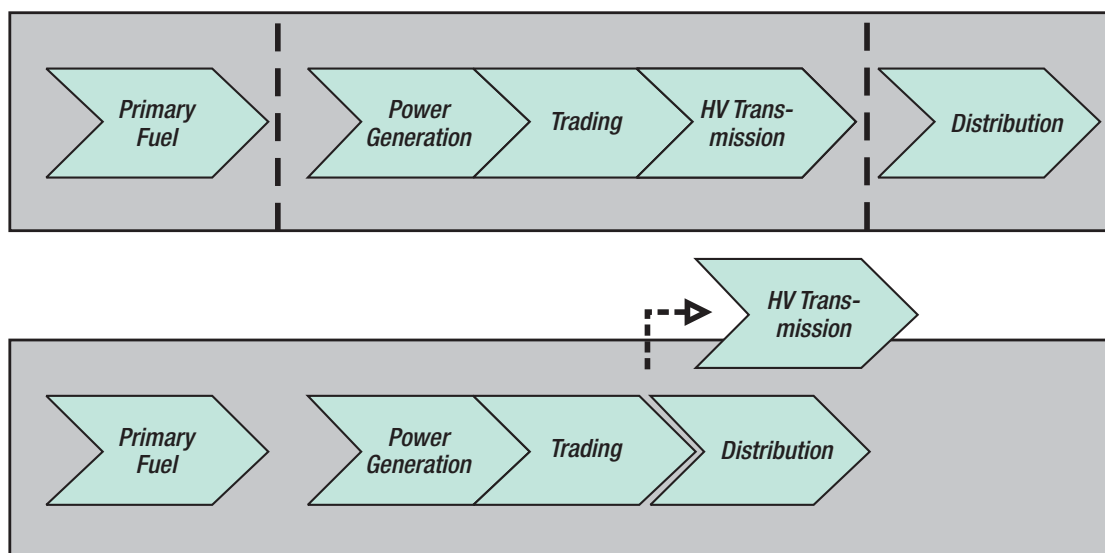 Primary
Fuel
Power
Generation
Trading
HV Trans-
mission
Distribution
HV Trans-
mission
Primary
Fuel
Power
Generation
Trading
Distribution